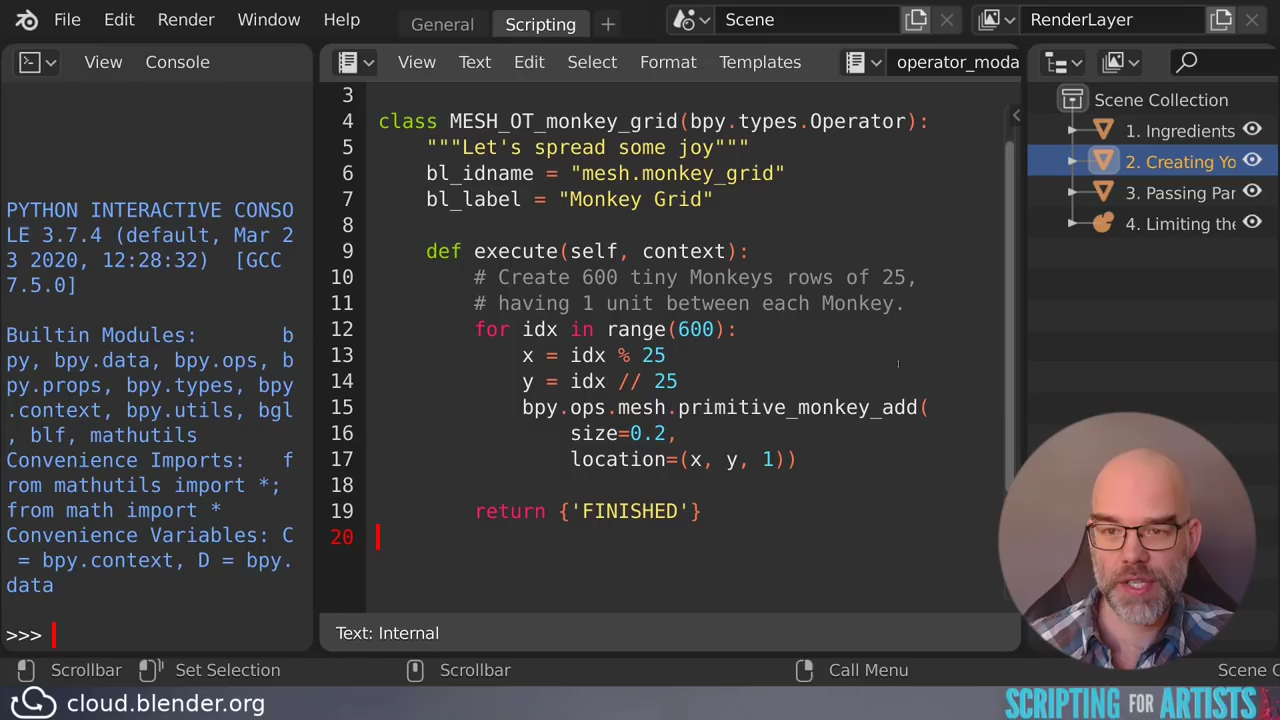 File Edit Render Window Help General Scripting Scene RenderLayer
View Console View Text Edit Select Format Templates operator_moda
PYTHON INTERACTIVE CONSO
LE 3.7.4 (default, Mar 2
3 2020, 12:28:32)  [GCC
7.5.0]
Builtin Modules:       b
py, bpy.data, bpy.ops, b
py.props, bpy.types, bpy
.context, bpy.utils, bgl
, blf, mathutils
Convenience Imports:   f
rom mathutils import *;
from math import *
Convenience Variables: C
= bpy.context, D = bpy.
data
>>>
3
4 class MESH_OT_monkey_grid(bpy.types.Operator):
5 """Let's spread some joy"""
6 bl_idname = "mesh.monkey_grid"
7 bl_label = "Monkey Grid"
8
9 def execute(self, context):
10 # Create 600 tiny Monkeys rows of 25,
11 # having 1 unit between each Monkey.
12 for idx in range(600):
13 x = idx % 25
14 y = idx // 25
15 bpy.ops.mesh.primitive_monkey_add(
16 size=0.2,
17 location=(x, y, 1))
18
19 return {'FINISHED'}
20
Text: Internal
Scene Collection
1. Ingredients
2. Creating Yo
3. Passing Par
4. Limiting the
Scrollbar Set Selection Scrollbar Call Menu Scene C
cloud.blender.org
SCRIPTING FOR ARTISTS